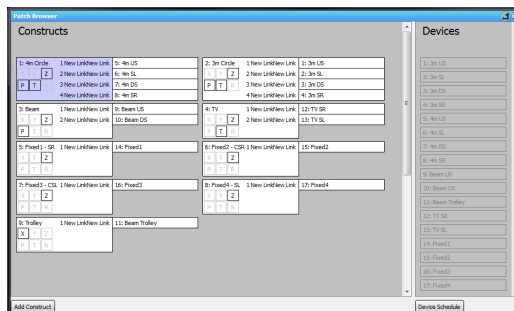 Patch Browser
Constructs
1: 4m Circle 1 New LinkNew Link 5: 4m US
X Y Z 2 New LinkNew Link 6: 4m SL
P T R 3 New LinkNew Link 7: 4m DS
4 New LinkNew Link 8: 4m SR
2: 3m Circle 1 New LinkNew Link 1: 3m US
X Y Z 2 New LinkNew Link 2: 3m SL
P T R 3 New LinkNew Link 3: 3m DS
4 New LinkNew Link 4: 3m SR
3: Beam 1 New LinkNew Link 9: Beam US
X Y Z 2 New LinkNew Link 10: Beam DS
P T R
4: TV 1 New LinkNew Link 12: TV SR
X Y Z 2 New LinkNew Link 13: TV SL
P T R
5: Fixed1 - SR 1 New LinkNew Link 14: Fixed1
X Y Z
P T R
6: Fixed2 - CSR 1 New LinkNew Link 15: Fixed2
X Y Z
P T R
7: Fixed3 - CSL 1 New LinkNew Link 16: Fixed3
X Y Z
P T R
8: Fixed4 - SL 1 New LinkNew Link 17: Fixed4
X Y Z
P T R
9: Trolley 1 New LinkNew Link 11: Beam Trolley
X Y Z
P T R
Add Construct
Devices
1: 3m US
2: 3m SL
3: 3m DS
4: 3m SR
5: 4m US
6: 4m SL
7: 4m DS
8: 4m SR
9: Beam US
10: Beam DS
11: Beam Trolley
12: TV SR
13: TV SL
14: Fixed1
15: Fixed2
16: Fixed3
17: Fixed4
Device Schedule